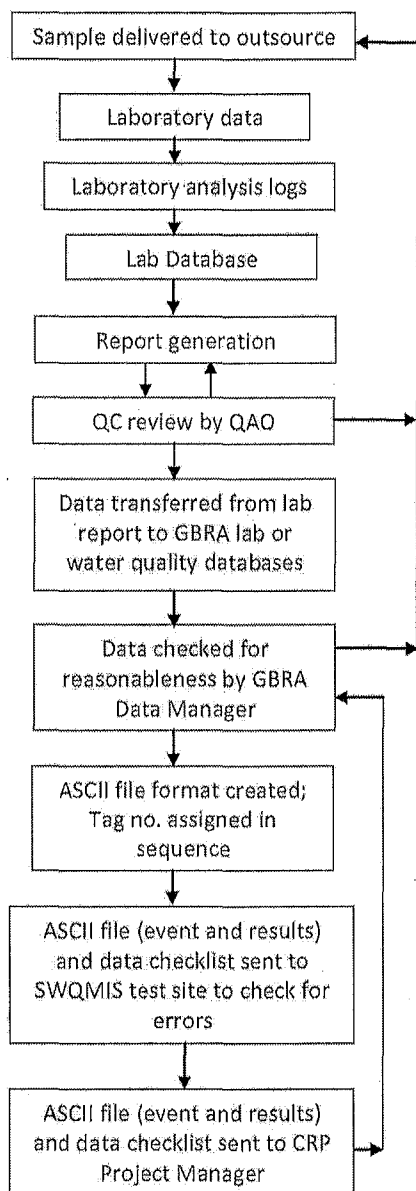 Sample delivered to outsource
Laboratory data
Laboratory analysis logs
Lab Database
Report generation
QC review by QAO
Data transferred from lab
report to GBRA lab or
water quality databases
Data checked for
reasonableness by GBRA
Data Manager
ASCII file format created;
Tag no. assigned in
sequence
ASCII file (event and results)
and data checklist sent to
SWQMIS test site to check for
errors
ASCII file (event and results)
and data checklist sent to CRP
Project Manager